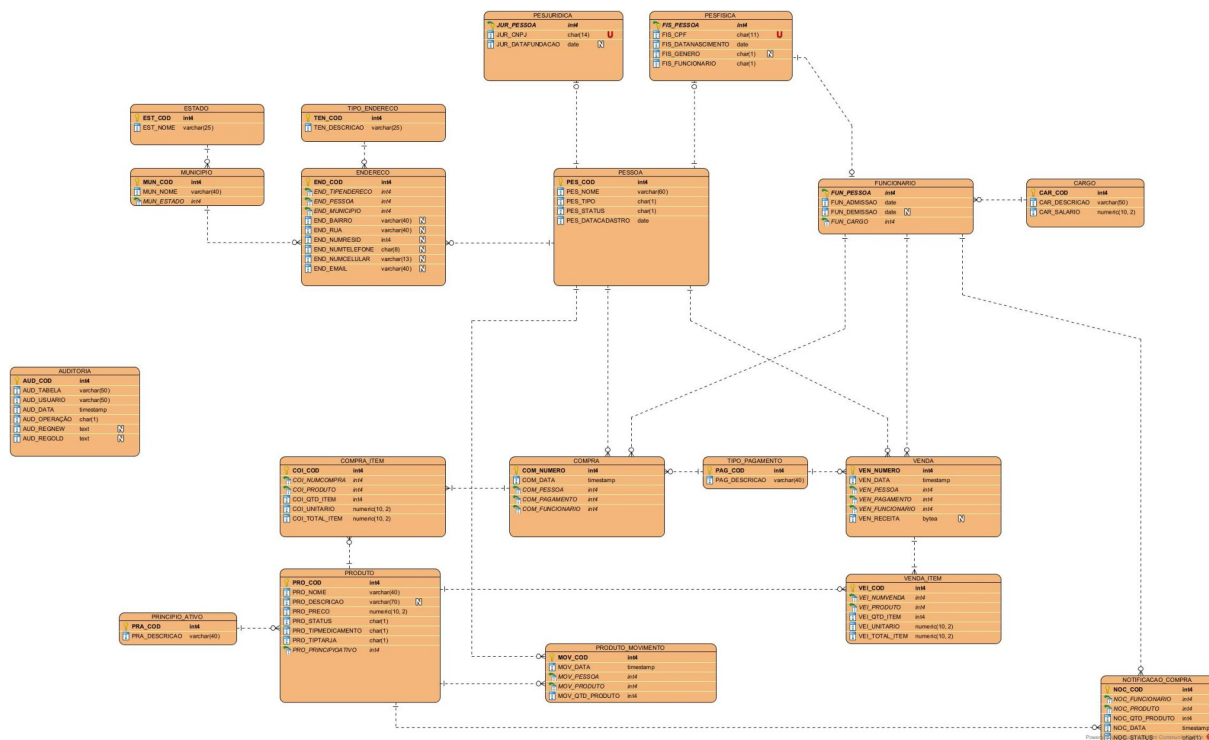 PESJURIDICA
JUR_PESSOA int4
JUR_CNPJ char(14) U
JUR_DATAFUNDACAO date N
PESFISICA
FIS_PESSOA int4
FIS_CPF char(11) U
FIS_DATANASCIMENTO date
FIS_GENERO char(1) N
FIS_FUNCIONARIO char(1)
ESTADO
EST_COD int4
EST_NOME varchar(25)
TIPO_ENDERECO
TEN_COD int4
TEN_DESCRICAO varchar(25)
MUNICIPIO
MUN_COD int4
MUN_NOME varchar(40)
MUN_ESTADO int4
ENDERECO
END_COD int4
END_TIPENDERECO int4
END_PESSOA int4
END_MUNICIPIO int4
END_BAIRRO varchar(40) N
END_RUA varchar(40) N
END_NUMRESID int4 N
END_NUMTELEFONE char(8) N
END_NUMCELULAR varchar(13) N
END_EMAIL varchar(40) N
PESSOA
PES_COD int4
PES_NOME varchar(60)
PES_TIPO char(1)
PES_STATUS char(1)
PES_DATACADASTRO date
FUNCIONARIO
FUN_PESSOA int4
FUN_ADMISSAO date
FUN_DEMISSAO date N
FUN_CARGO int4
CARGO
CAR_COD int4
CAR_DESCRICAO varchar(50)
CAR_SALARIO numeric(10, 2)
AUDITORIA
AUD_COD int4
AUD_TABELA varchar(50)
AUD_USUARIO varchar(50)
AUD_DATA timestamp
AUD_OPERAÇÃO char(1)
AUD_REGNEW text N
AUD_REGOLD text N
COMPRA_ITEM
COI_COD int4
COI_NUMCOMPRA int4
COI_PRODUTO int4
COI_QTD_ITEM int4
COI_UNITARIO numeric(10, 2)
COI_TOTAL_ITEM numeric(10, 2)
COMPRA
COM_NUMERO int4
COM_DATA timestamp
COM_PESSOA int4
COM_PAGAMENTO int4
COM_FUNCIONARIO int4
TIPO_PAGAMENTO
PAG_COD int4
PAG_DESCRICAO varchar(40)
VENDA
VEN_NUMERO int4
VEN_DATA timestamp
VEN_PESSOA int4
VEN_PAGAMENTO int4
VEN_FUNCIONARIO int4
VEN_RECEITA bytea N
PRODUTO
PRO_COD int4
PRO_NOME varchar(40)
PRO_DESCRICAO varchar(70) N
PRO_PRECO numeric(10, 2)
PRO_STATUS char(1)
PRO_TIPMEDICAMENTO char(1)
PRO_TIPTARJA char(1)
PRO_PRINCIPIOATIVO int4
VENDA_ITEM
VEI_COD int4
VEI_NUMVENDA int4
VEI_PRODUTO int4
VEI_QTD_ITEM int4
VEI_UNITARIO numeric(10, 2)
VEI_TOTAL_ITEM numeric(10, 2)
PRINCIPIO_ATIVO
PRA_COD int4
PRA_DESCRICAO varchar(40)
PRODUTO_MOVIMENTO
MOV_COD int4
MOV_DATA timestamp
MOV_PESSOA int4
MOV_PRODUTO int4
MOV_QTD_PRODUTO int4
NOTIFICACAO_COMPRA
NOC_COD int4
NOC_FUNCIONARIO int4
NOC_PRODUTO int4
NOC_QTD_PRODUTO int4
NOC_DATA timestamp
NOC_STATUS char(1)